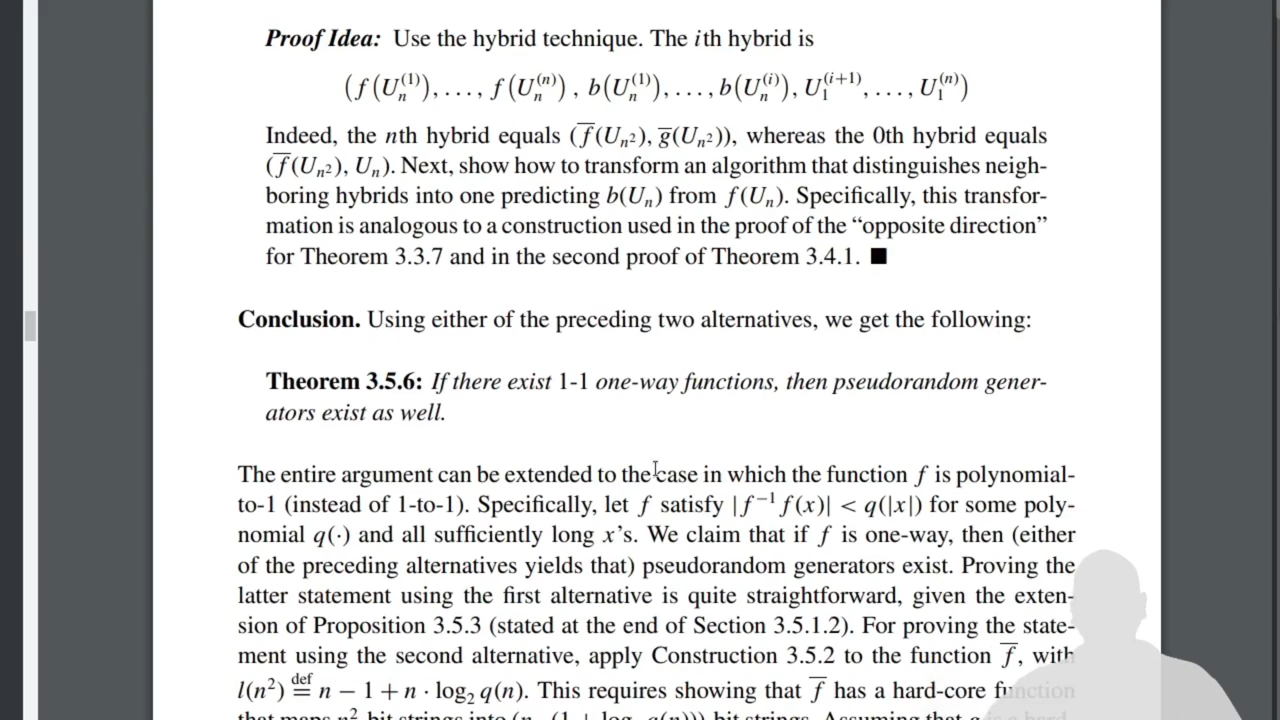 Proof Idea: Use the hybrid technique. The ith hybrid is
(f(U_n^{(1)}), . . . , f(U_n^{(n)}), b(U_n^{(1)}), . . . , b(U_n^{(i)}), U_1^{(i+1)}, . . . , U_1^{(n)})
Indeed, the nth hybrid equals (f̅(U_{n²}), g̅(U_{n²})), whereas the 0th hybrid equals
(f̅(U_{n²}), U_n). Next, show how to transform an algorithm that distinguishes neigh-
boring hybrids into one predicting b(U_n) from f(U_n). Specifically, this transfor-
mation is analogous to a construction used in the proof of the “opposite direction”
for Theorem 3.3.7 and in the second proof of Theorem 3.4.1. ■
Conclusion. Using either of the preceding two alternatives, we get the following:
Theorem 3.5.6: If there exist 1-1 one-way functions, then pseudorandom gener-
ators exist as well.
The entire argument can be extended to the case in which the function f is polynomial-
to-1 (instead of 1-to-1). Specifically, let f satisfy |f⁻¹f(x)| < q(|x|) for some poly-
nomial q(·) and all sufficiently long x’s. We claim that if f is one-way, then (either
of the preceding alternatives yields that) pseudorandom generators exist. Proving the
latter statement using the first alternative is quite straightforward, given the exten-
sion of Proposition 3.5.3 (stated at the end of Section 3.5.1.2). For proving the state-
ment using the second alternative, apply Construction 3.5.2 to the function f̅, with
l(n²) def= n − 1 + n · log₂ q(n). This requires showing that f̅ has a hard-core function